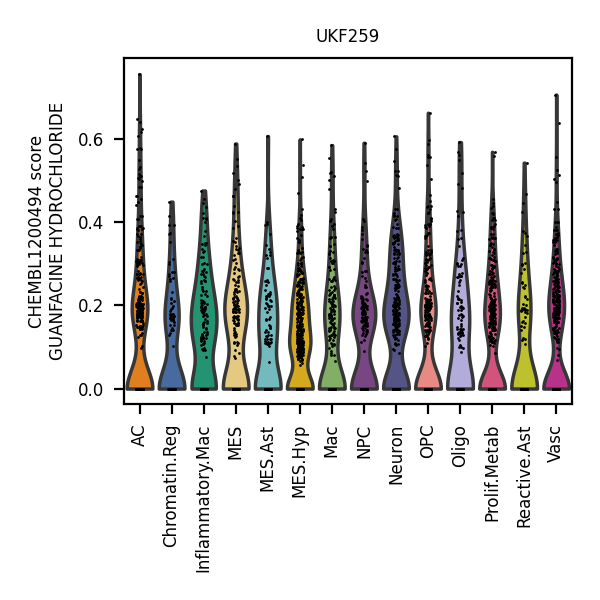 UKF259
CHEMBL1200494 score
GUANFACINE HYDROCHLORIDE
0.6
0.4
0.2
0.0
AC
Chromatin.Reg
Inflammatory.Mac
MES
MES.Ast
MES.Hyp
Mac
NPC
Neuron
OPC
Oligo
Prolif.Metab
Reactive.Ast
Vasc